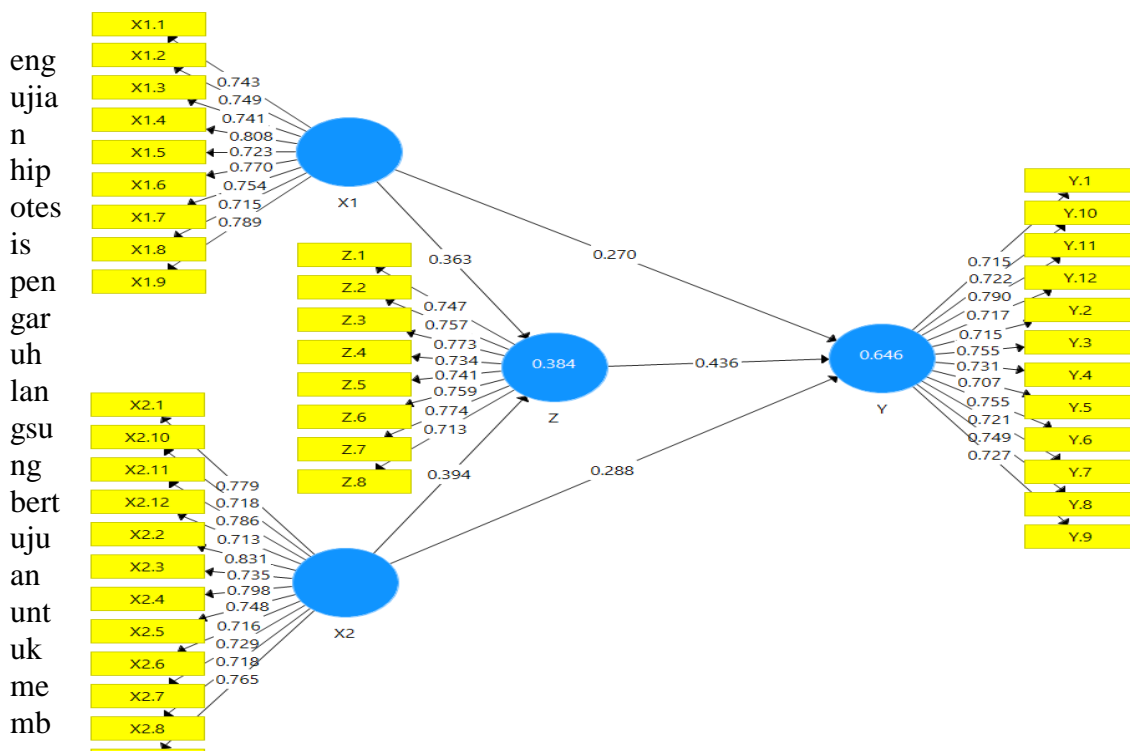 eng
ujia
n
hip
otes
is
pen
gar
uh
lan
gsu
ng
bert
uju
an
unt
uk
me
mb
X1.1
X1.2
X1.3
X1.4
X1.5
X1.6
X1.7
X1.8
X1.9
0.743
0.749
0.741
0.808
0.723
0.770
0.754
0.715
0.789
X1
0.363
0.270
Z.1
Z.2
Z.3
Z.4
Z.5
Z.6
Z.7
Z.8
0.747
0.757
0.773
0.734
0.741
0.759
0.774
0.713
0.384
Z
0.436
0.394
0.288
X2.1
X2.10
X2.11
X2.12
X2.2
X2.3
X2.4
X2.5
X2.6
X2.7
X2.8
0.779
0.718
0.786
0.713
0.831
0.735
0.798
0.748
0.716
0.729
0.718
0.765
X2
0.646
Y
0.715
0.722
0.790
0.717
0.715
0.755
0.731
0.707
0.755
0.721
0.749
0.727
Y.1
Y.10
Y.11
Y.12
Y.2
Y.3
Y.4
Y.5
Y.6
Y.7
Y.8
Y.9